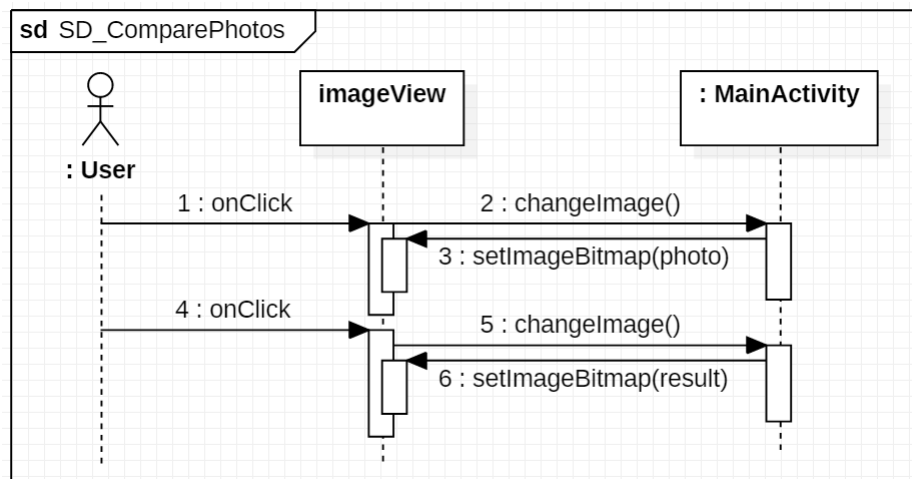 sd SD_ComparePhotos
imageView
: MainActivity
: User
1 : onClick
2 : changeImage()
3 : setImageBitmap(photo)
4 : onClick
5 : changeImage()
6 : setImageBitmap(result)